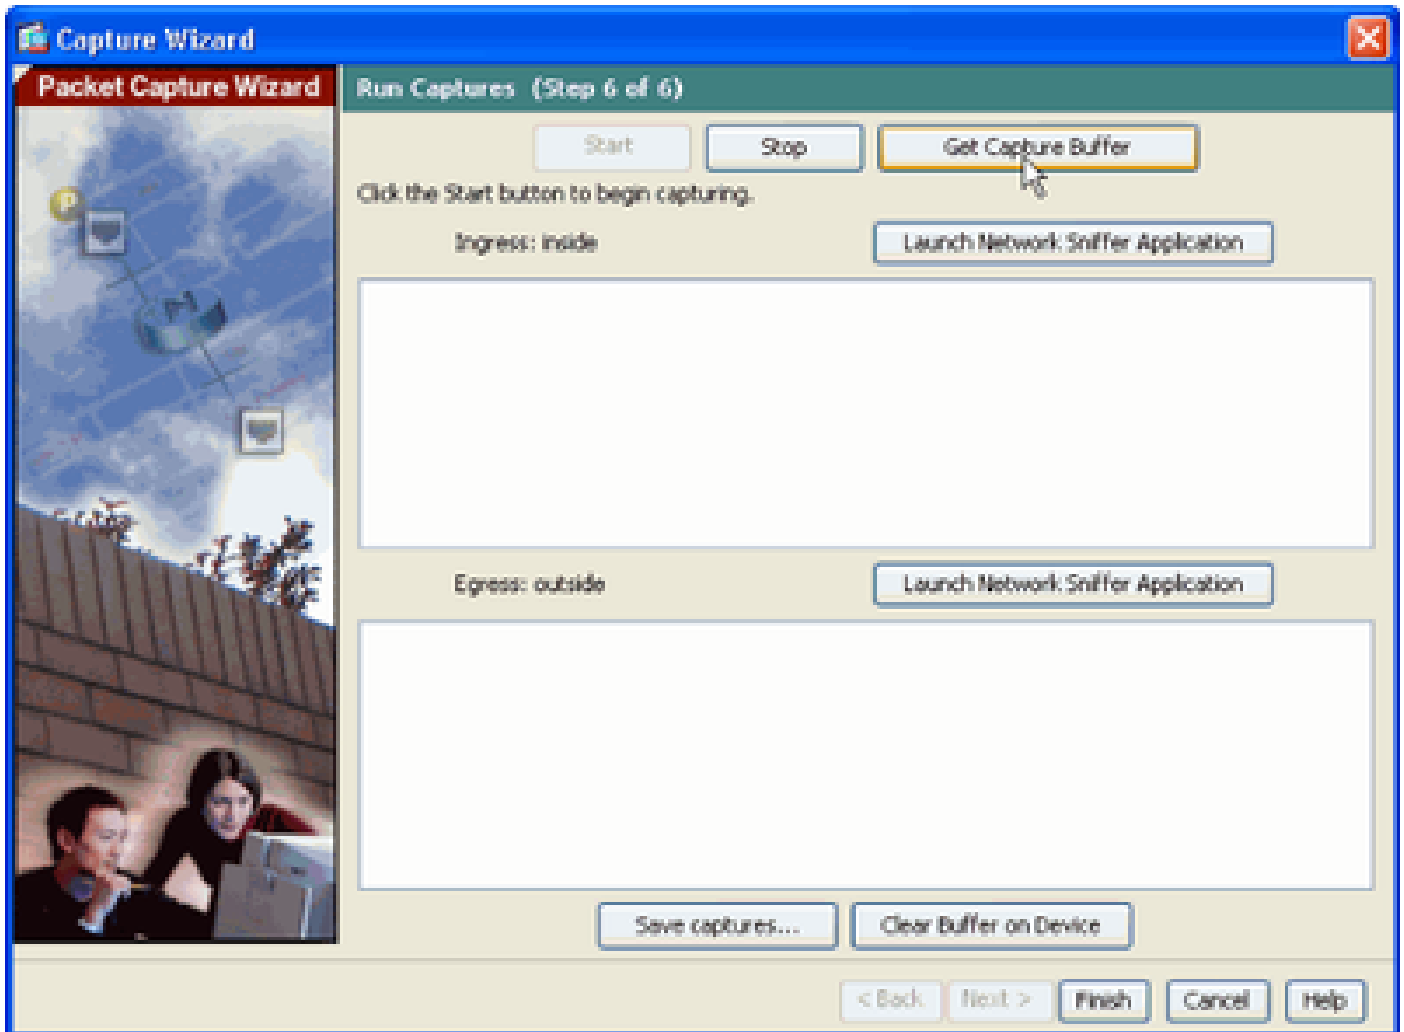 Capture Wizard
Packet Capture Wizard
Run Captures (Step 6 of 6)
Start Stop Get Capture Buffer
Click the Start button to begin capturing.
Ingress: inside Launch Network Sniffer Application
Egress: outside Launch Network Sniffer Application
Save captures... Clear Buffer on Device
< Back Next > Finish Cancel Help